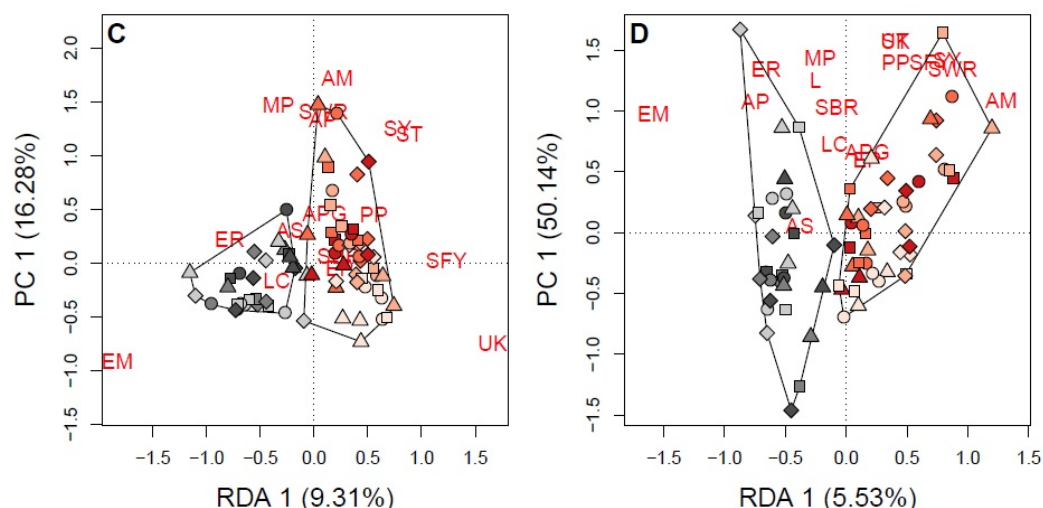 C
AM
MP
SY
ST
APG
PP
ER
AS
SFY
LC
UK
EM
2.0
1.5
1.0
0.5
0.0
−0.5
−1.0
−1.5
PC 1 (16.28%)
−1.5
−1.0
−0.5
0.0
0.5
1.0
1.5
RDA 1 (9.31%)
D
MP
ER
L
PP
SWR
AP
SBR
AM
EM
LC
APG
AS
1.5
1.0
0.5
0.0
−0.5
−1.0
−1.5
PC 1 (50.14%)
−1.5
−1.0
−0.5
0.0
0.5
1.0
1.5
RDA 1 (5.53%)